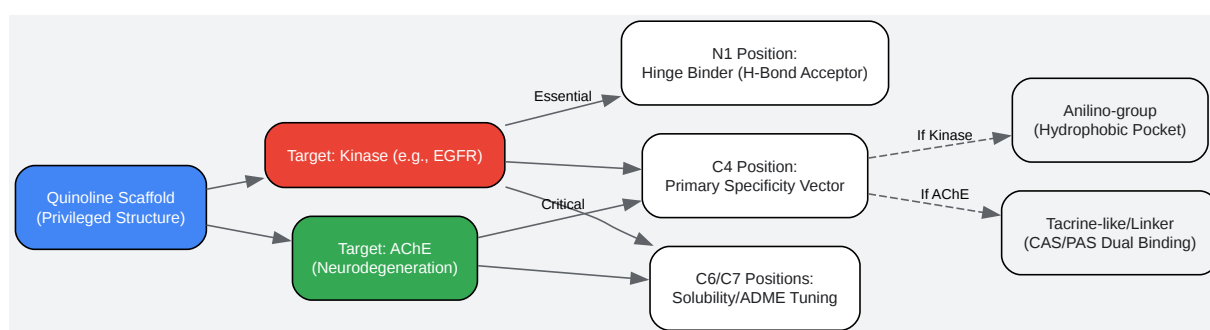 Quinoline Scaffold
(Privileged Structure)
Target: Kinase (e.g., EGFR)
Target: AChE
(Neurodegeneration)
Essential
Critical
N1 Position:
Hinge Binder (H-Bond Acceptor)
C4 Position:
Primary Specificity Vector
C6/C7 Positions:
Solubility/ADME Tuning
If Kinase
If AChE
Anilino-group
(Hydrophobic Pocket)
Tacrine-like/Linker
(CAS/PAS Dual Binding)